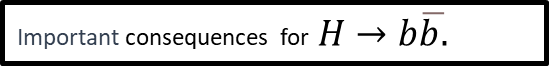 Important consequences for H → bb̅.